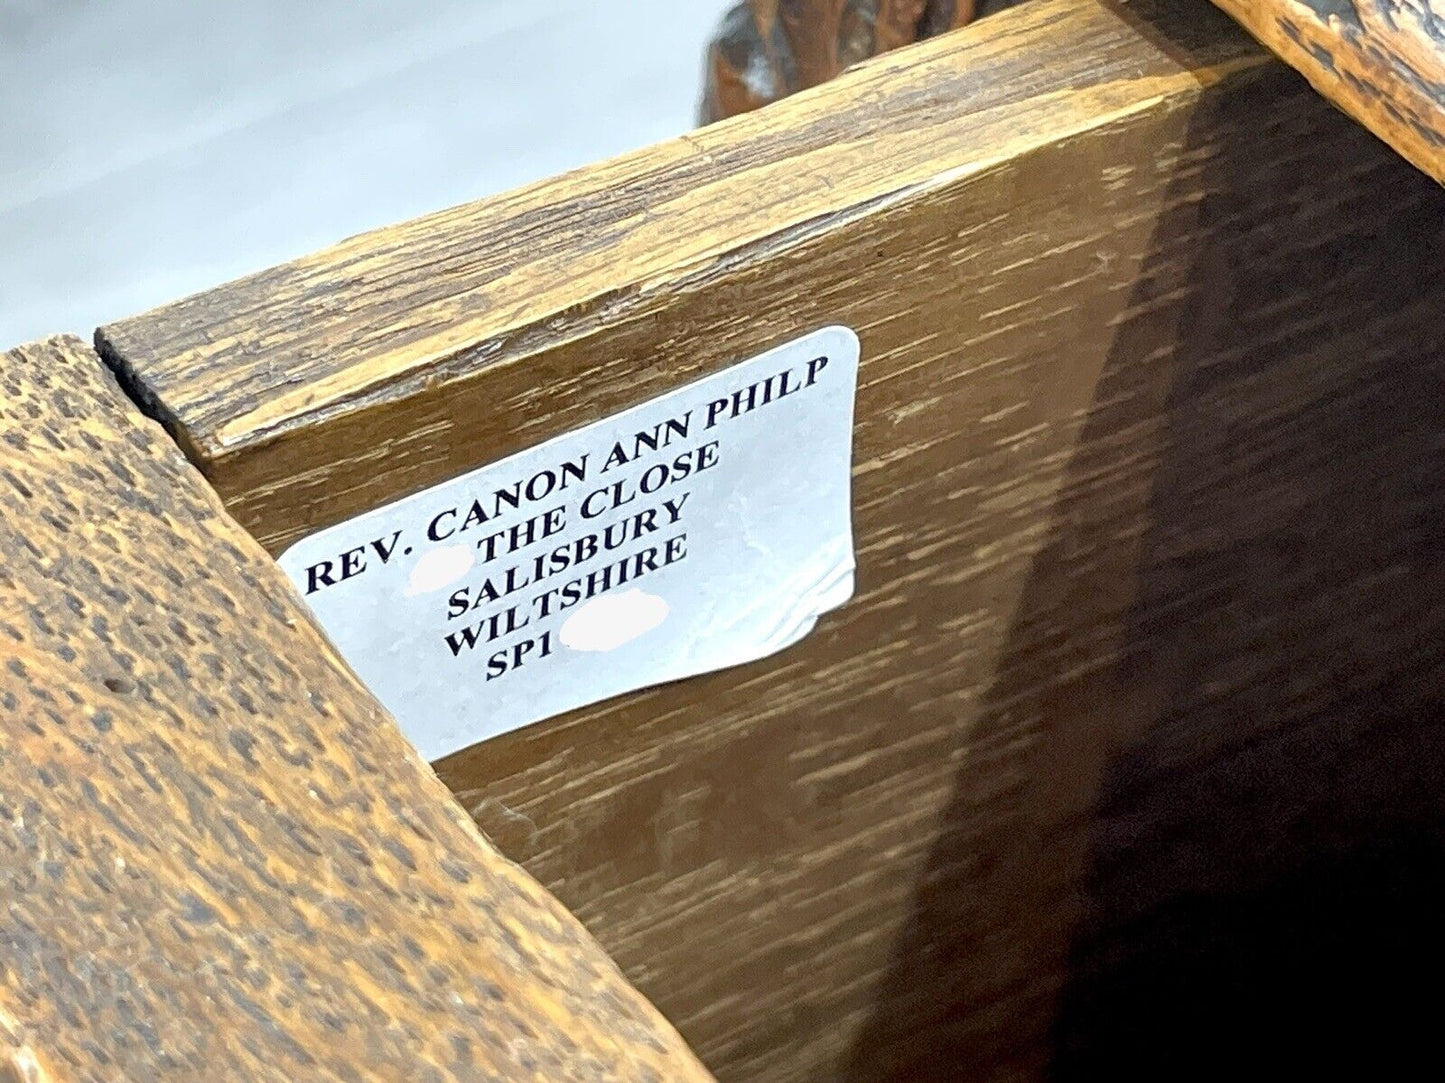 REV. CANON ANN PHILP
THE CLOSE
SALISBURY
WILTSHIRE
SP1